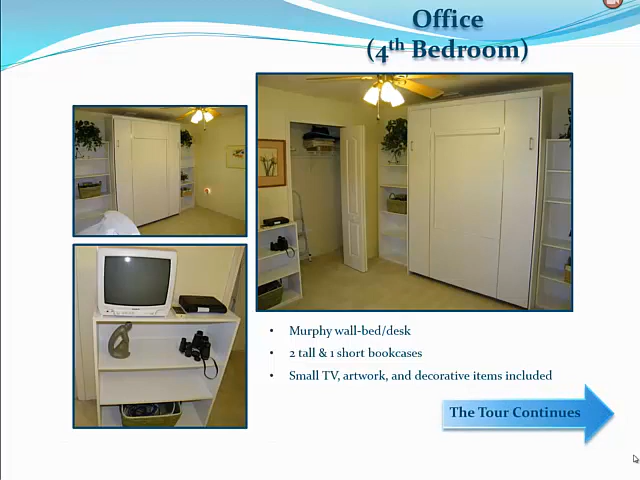 Office
(4th Bedroom)
• Murphy wall-bed/desk
• 2 tall & 1 short bookcases
• Small TV, artwork, and decorative items included
The Tour Continues